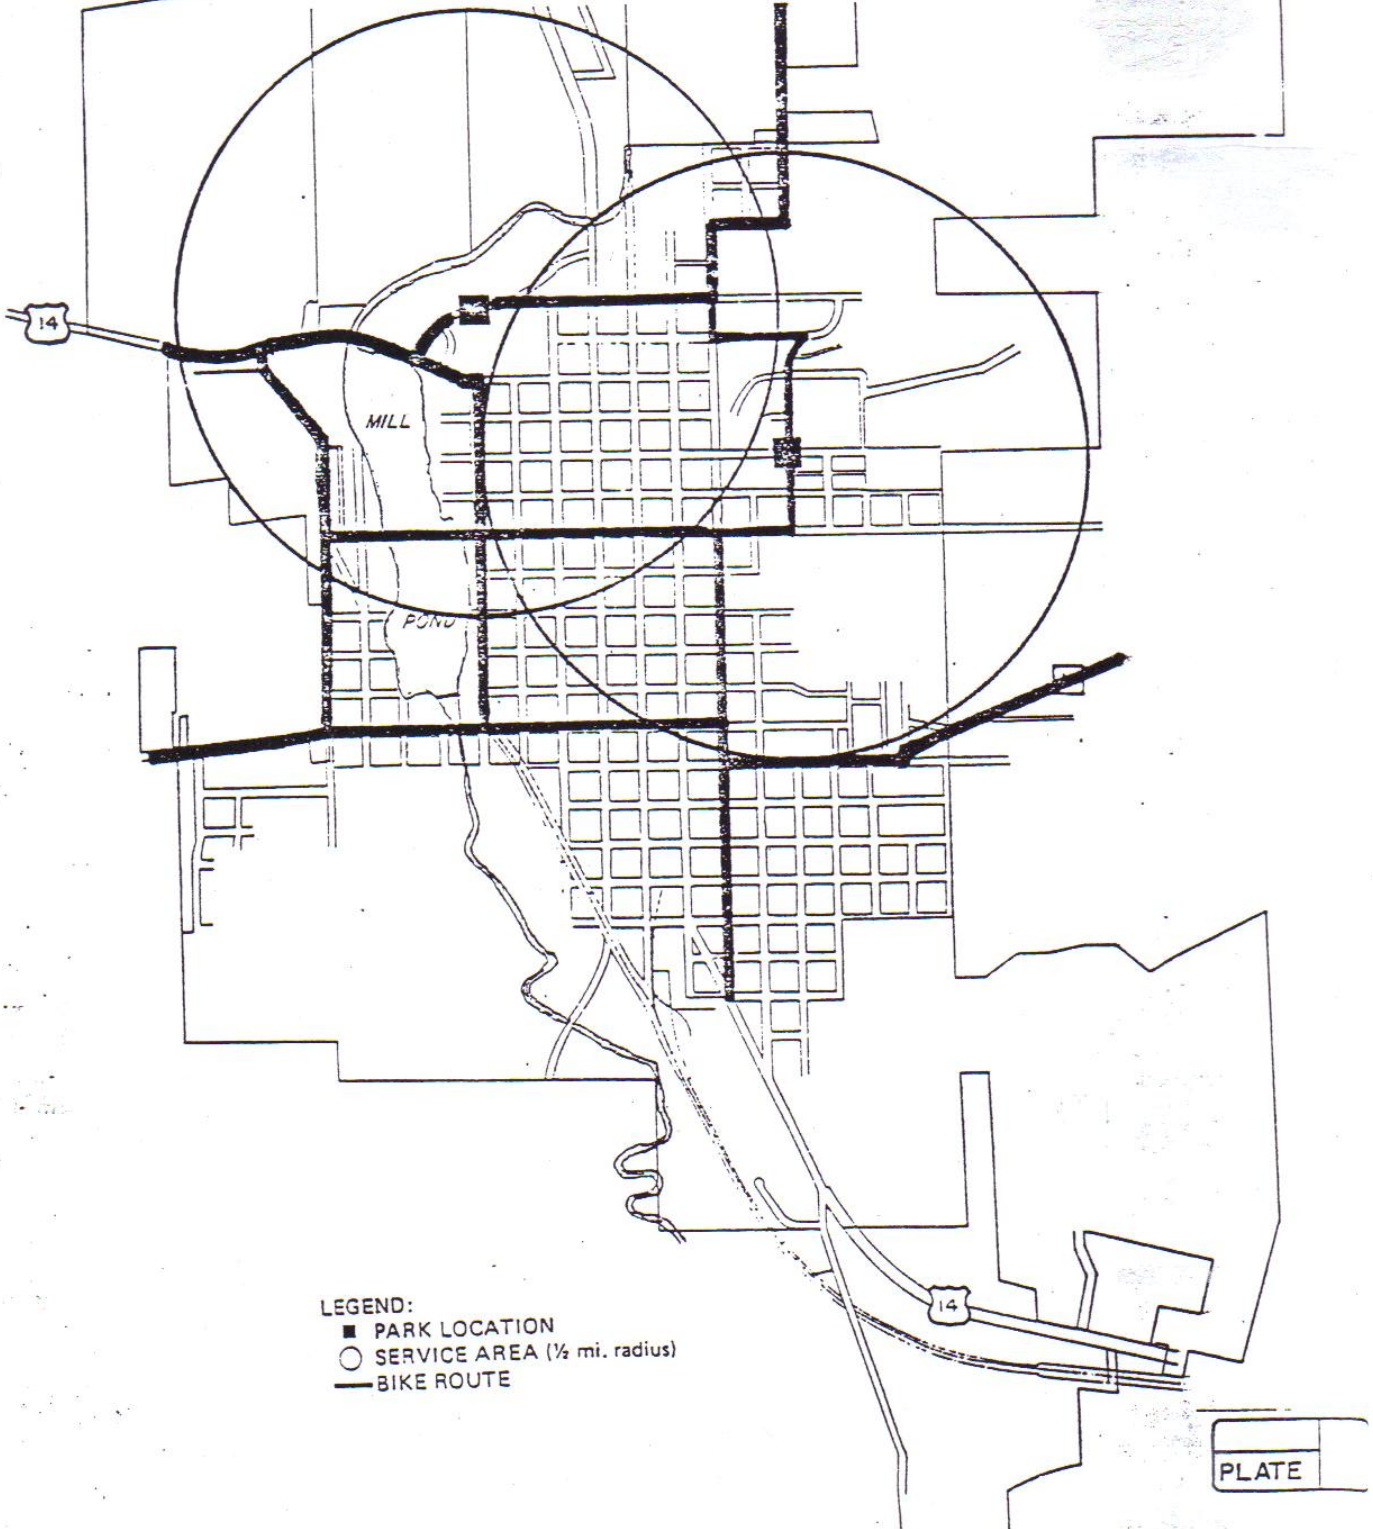 14
MILL
POND
14
LEGEND:
PARK LOCATION
SERVICE AREA (½ mi. radius)
BIKE ROUTE
PLATE